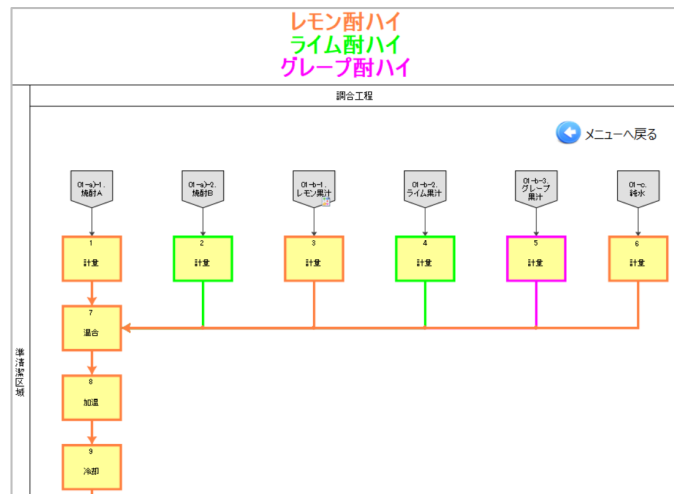 レモン酎ハイ
ライム酎ハイ
グレープ酎ハイ
調合工程
メニューへ戻る
01-a)-1.
焼酎A
01-a)-2.
焼酎B
01-b-1.
レモン果汁
01-b-2.
ライム果汁
01-b-3.
グレープ
果汁
01-c.
純水
1
計量
2
計量
3
計量
4
計量
5
計量
6
計量
7
混合
8
加温
9
冷却
準清潔区域